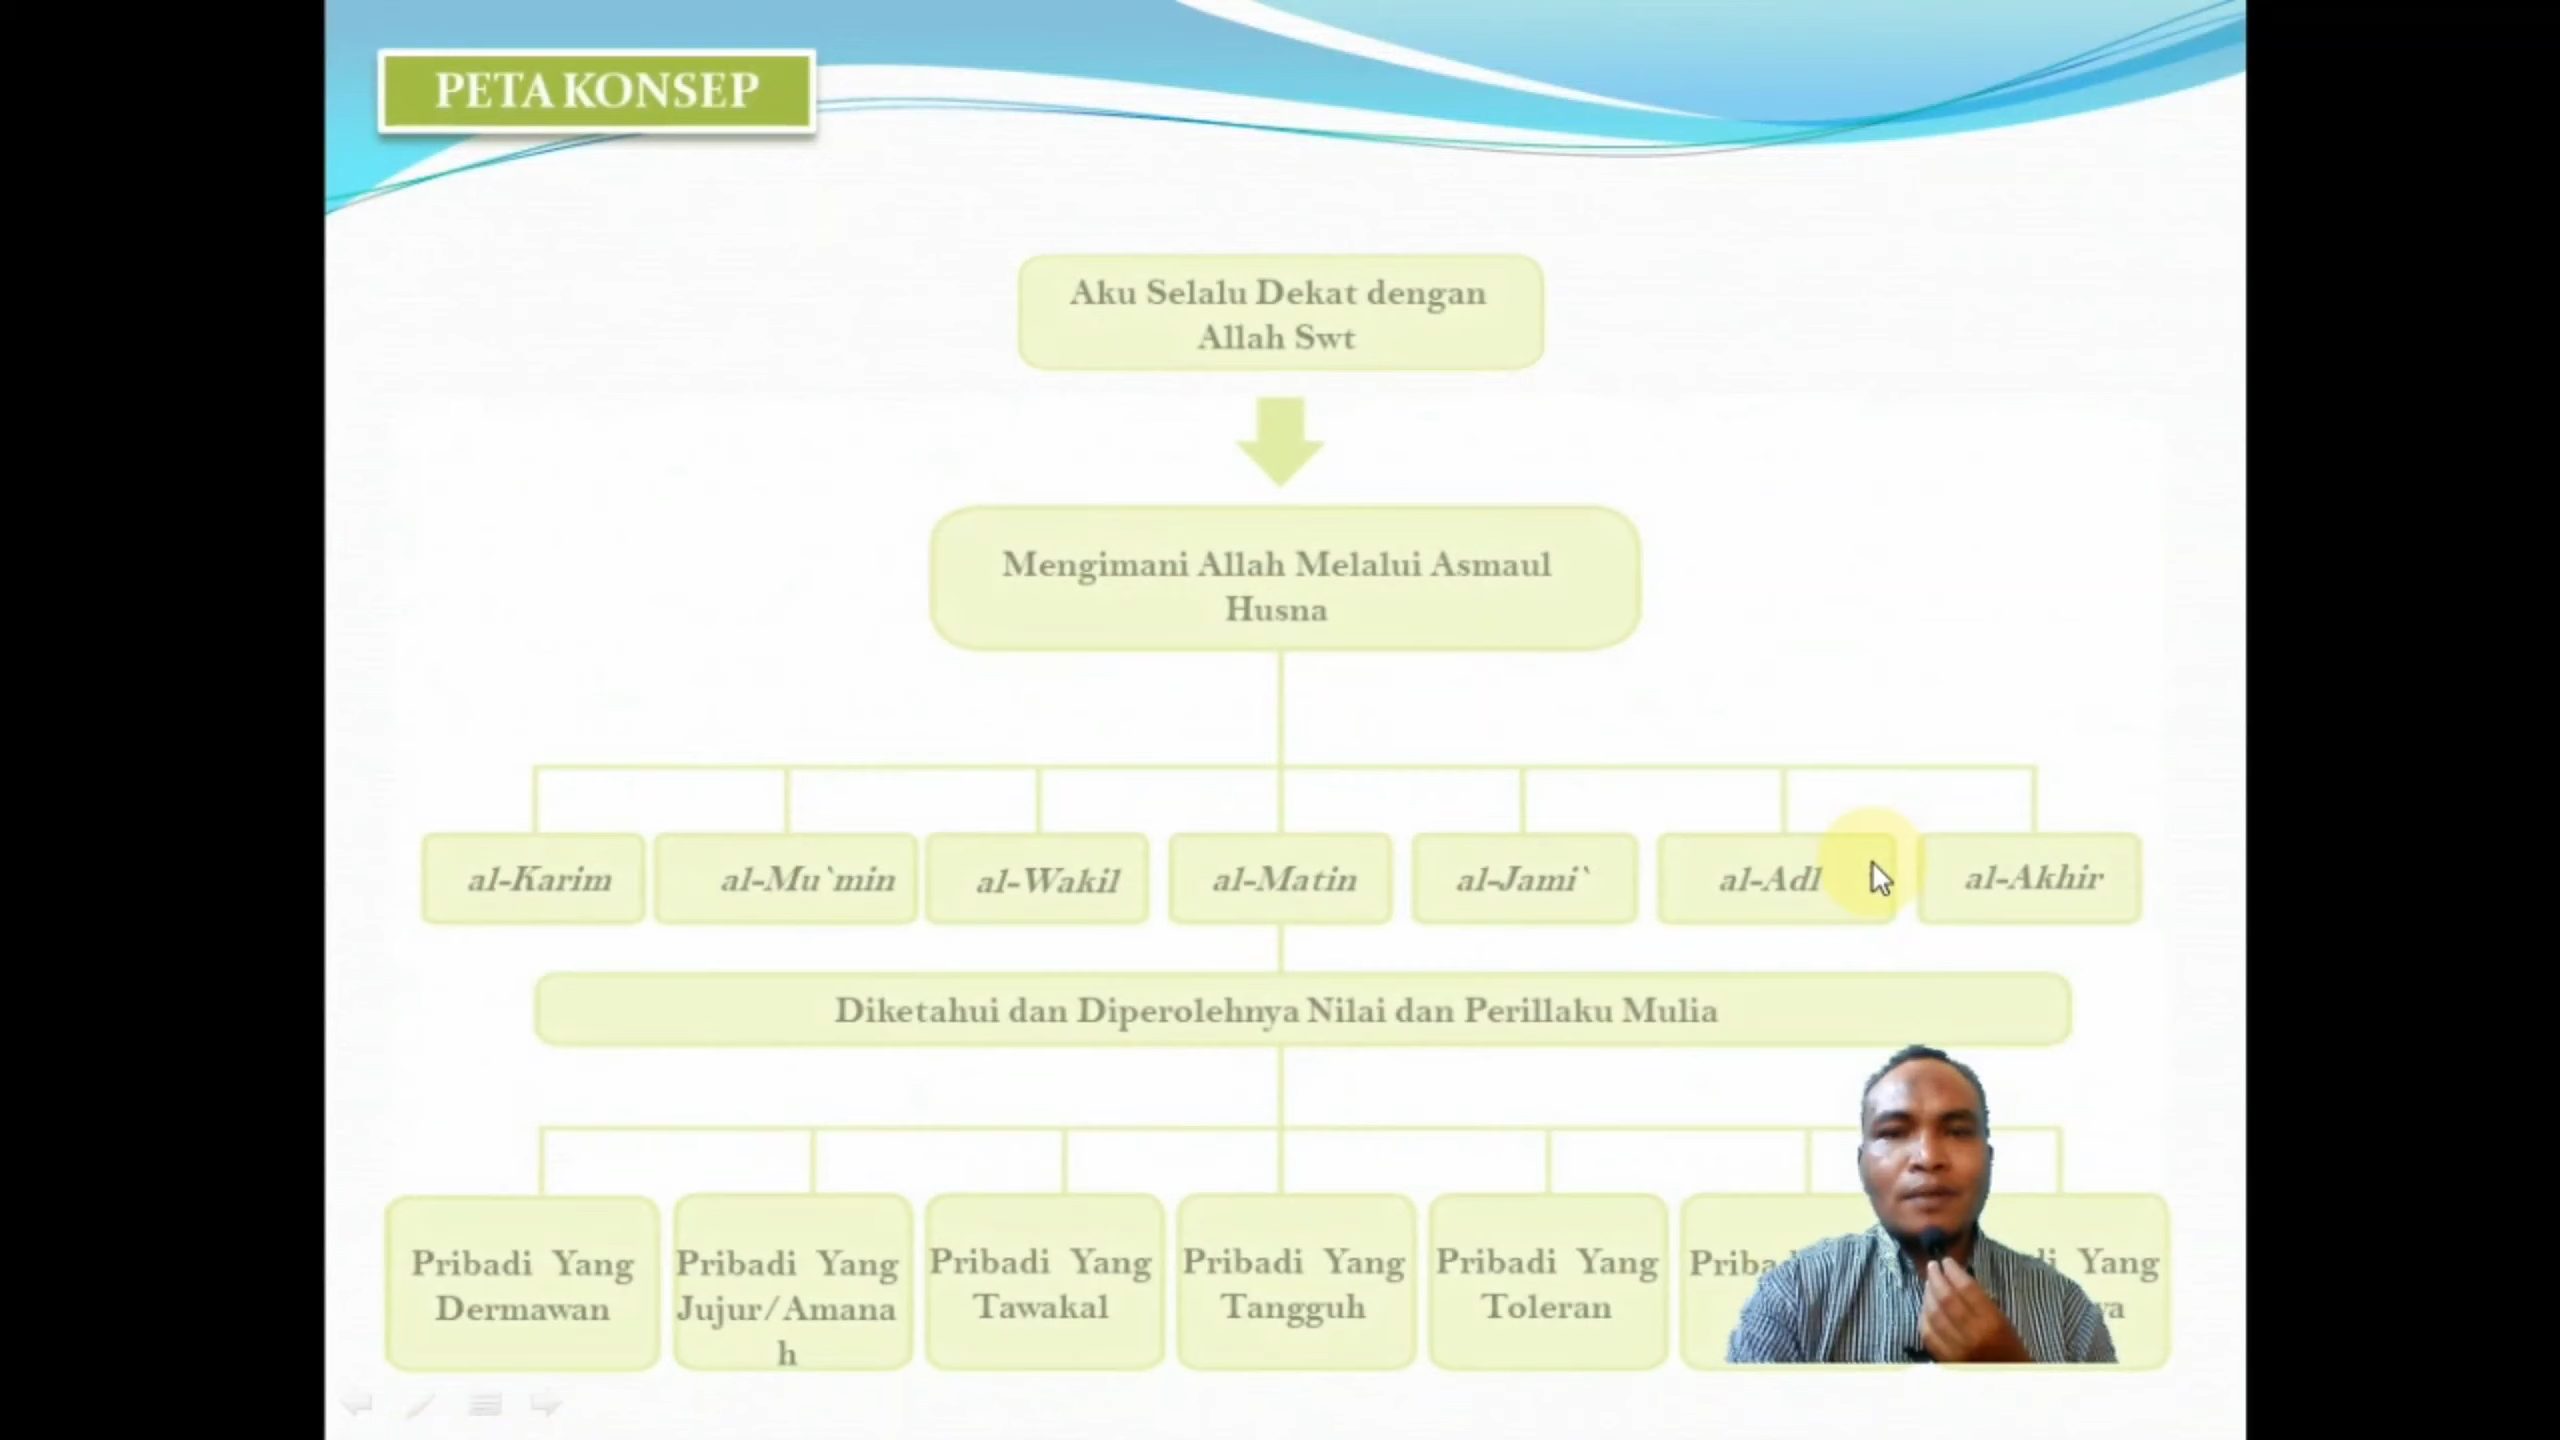 PETA KONSEP
Aku Selalu Dekat dengan
Allah Swt
Mengimani Allah Melalui Asmaul
Husna
al-Karim
al-Mu`min
al-Wakil
al-Matin
al-Jami`
al-Adl
al-Akhir
Diketahui dan Diperolehnya Nilai dan Perillaku Mulia
Pribadi Yang
Dermawan
Pribadi Yang
Jujur/Amana
h
Pribadi Yang
Tawakal
Pribadi Yang
Tangguh
Pribadi Yang
Toleran
Yang